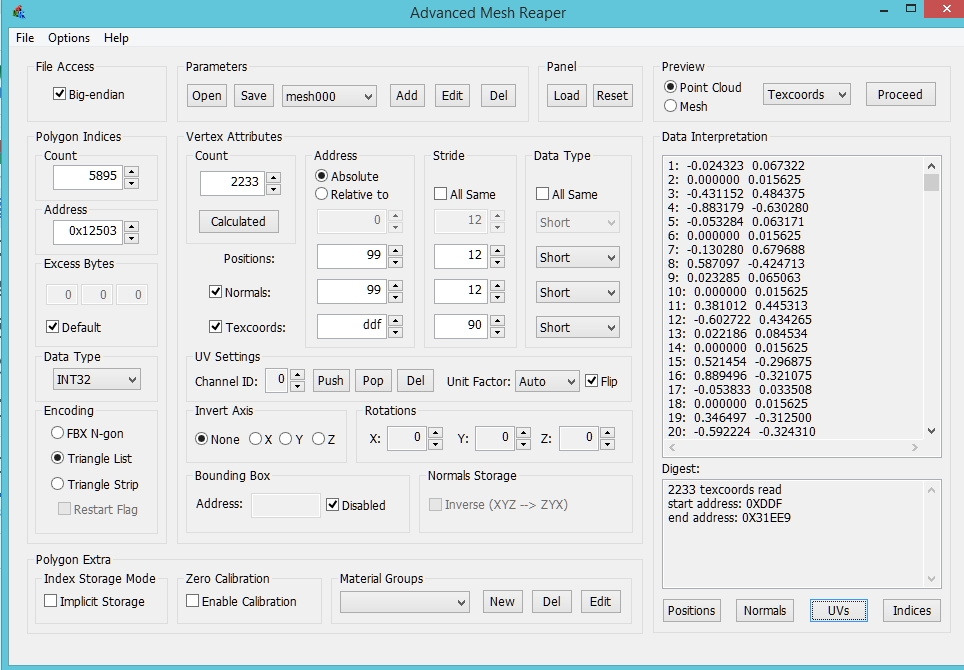 Advanced Mesh Reaper
File Options Help
File Access
Big-endian
Parameters
Open Save mesh000 Add Edit Del
Panel
Load Reset
Preview
Point Cloud
Mesh
Texcoords
Proceed
Polygon Indices
Count
5895
Address
0x12503
Excess Bytes
0 0 0
Default
Data Type
INT32
Encoding
FBX N-gon
Triangle List
Triangle Strip
Restart Flag
Vertex Attributes
Count
2233
Calculated
Address
Absolute
Relative to
Stride
All Same
Data Type
All Same
0 12 Short
Positions: 99 12 Short
Normals: 99 12 Short
Texcoords: ddf 90 Short
UV Settings
Channel ID: 0 Push Pop Del Unit Factor: Auto Flip
Invert Axis
None X Y Z
Rotations
X: 0 Y: 0 Z: 0
Bounding Box
Address: Disabled
Normals Storage
Inverse (XYZ --> ZYX)
Polygon Extra
Index Storage Mode
Implicit Storage
Zero Calibration
Enable Calibration
Material Groups
New Del Edit
Data Interpretation
1: -0.024323 0.067322
2: 0.000000 0.015625
3: -0.431152 0.484375
4: -0.883179 -0.630280
5: -0.053284 0.063171
6: 0.000000 0.015625
7: -0.130280 0.679688
8: 0.587097 -0.424713
9: 0.023285 0.065063
10: 0.000000 0.015625
11: 0.381012 0.445313
12: -0.602722 0.434265
13: 0.022186 0.084534
14: 0.000000 0.015625
15: 0.521454 -0.296875
16: 0.889496 -0.321075
17: -0.053833 0.033508
18: 0.000000 0.015625
19: 0.346497 -0.312500
20: -0.592224 -0.324310
Digest:
2233 texcoords read
start address: 0XDDF
end address: 0X31EE9
Positions Normals UVs Indices